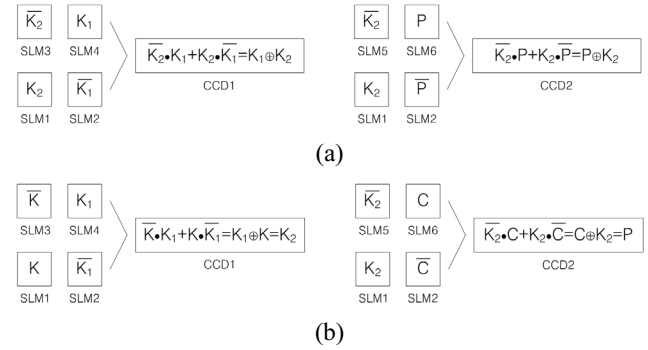 K̅₂ K₁
SLM3 SLM4
K̅₂•K₁+K₂•K̅₁=K₁⊕K₂
CCD1
K₂ K̅₁
SLM1 SLM2
K̅₂ P
SLM5 SLM6
K̅₂•P+K₂•P̅=P⊕K₂
CCD2
K₂ P̅
SLM1 SLM2
(a)
K̅ K₁
SLM3 SLM4
K̅•K₁+K•K̅₁=K₁⊕K=K₂
CCD1
K K̅₁
SLM1 SLM2
K̅₂ C
SLM5 SLM6
K̅₂•C+K₂•C̅=C⊕K₂=P
CCD2
K₂ C̅
SLM1 SLM2
(b)